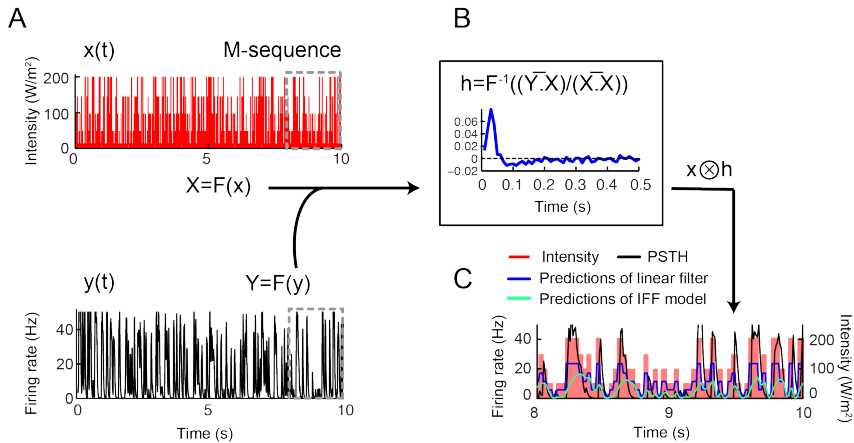 A
x(t)
M-sequence
Intensity (W/m²)
200
100
0
0
5
10
X=F(x)
y(t)
Y=F(y)
Firing rate (Hz)
40
20
0
0
5
10
Time (s)
B
h=F⁻¹((Y̅.X)/(X̅.X))
0.06
0.04
0.02
0
−0.02
0
0.1
0.2
0.3
0.4
0.5
Time (s)
x⊗h
C
Intensity
PSTH
Predictions of linear filter
Predictions of IFF model
Firing rate (Hz)
40
20
0
200
100
0
Intensity (W/m²)
8
9
10
Time (s)